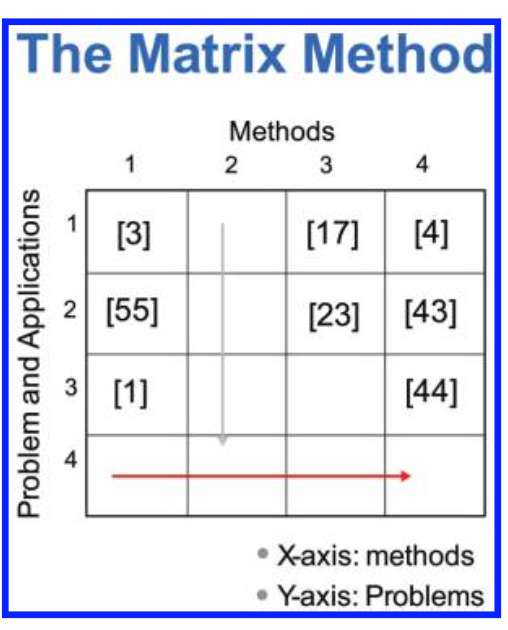 The Matrix Method
Methods
1 2 3 4
Problem and Applications
1 [3] [17] [4]
2 [55] [23] [43]
3 [1] [44]
4
• X-axis: methods
• Y-axis: Problems